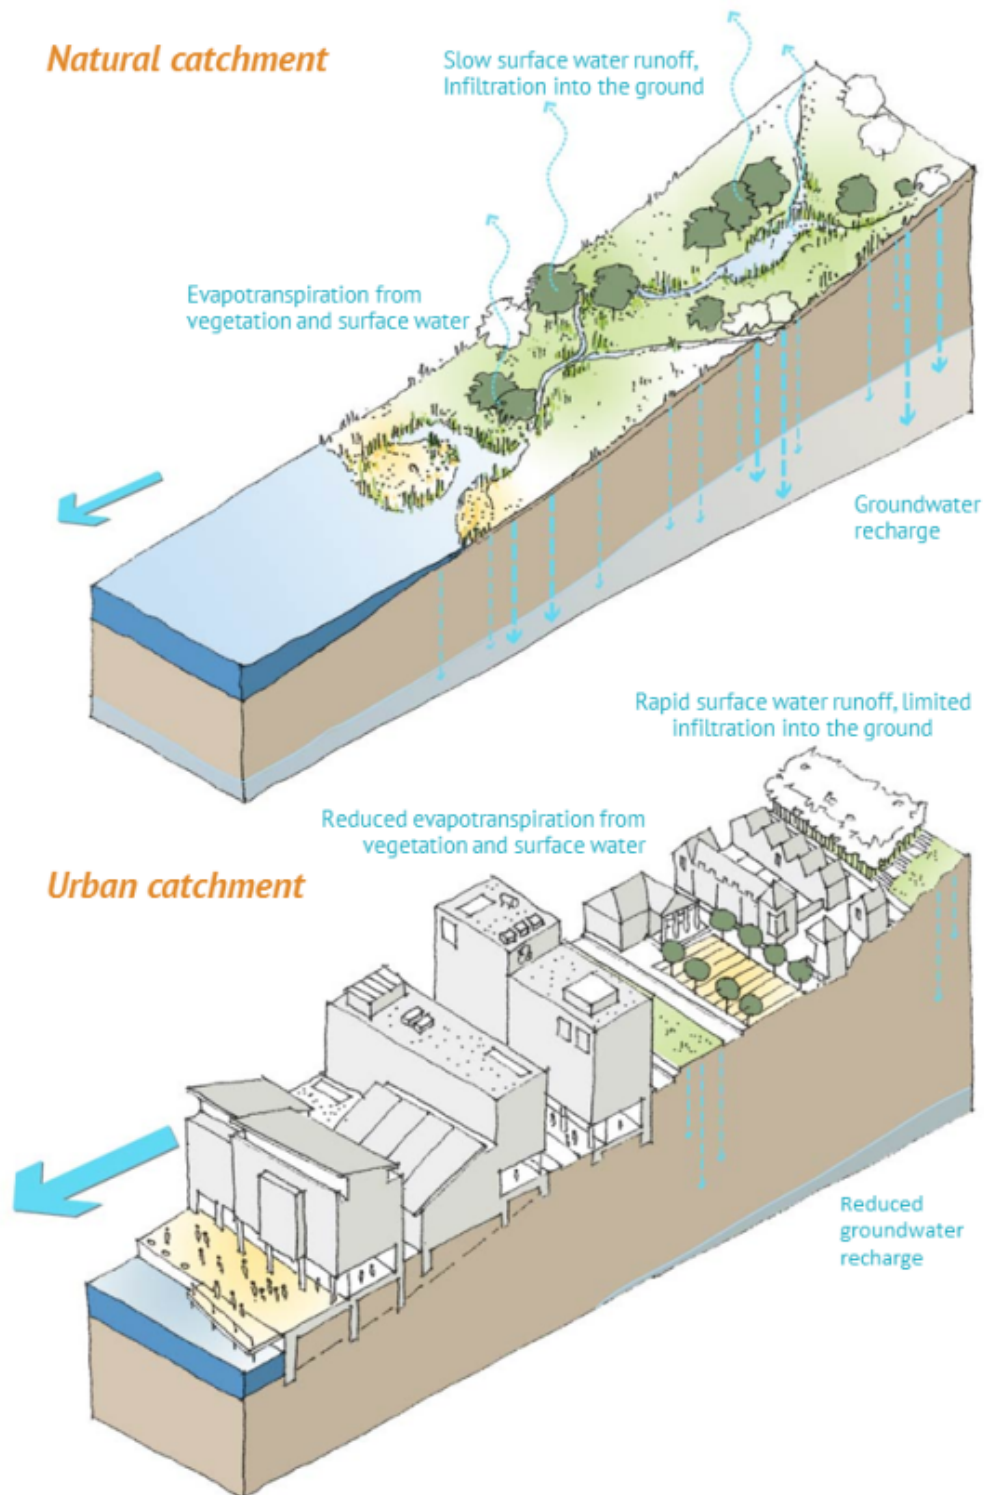 Natural catchment
Slow surface water runoff,
Infiltration into the ground
Evapotranspiration from
vegetation and surface water
Groundwater
recharge
Rapid surface water runoff, limited
infiltration into the ground
Reduced evapotranspiration from
vegetation and surface water
Urban catchment
Reduced
groundwater
recharge